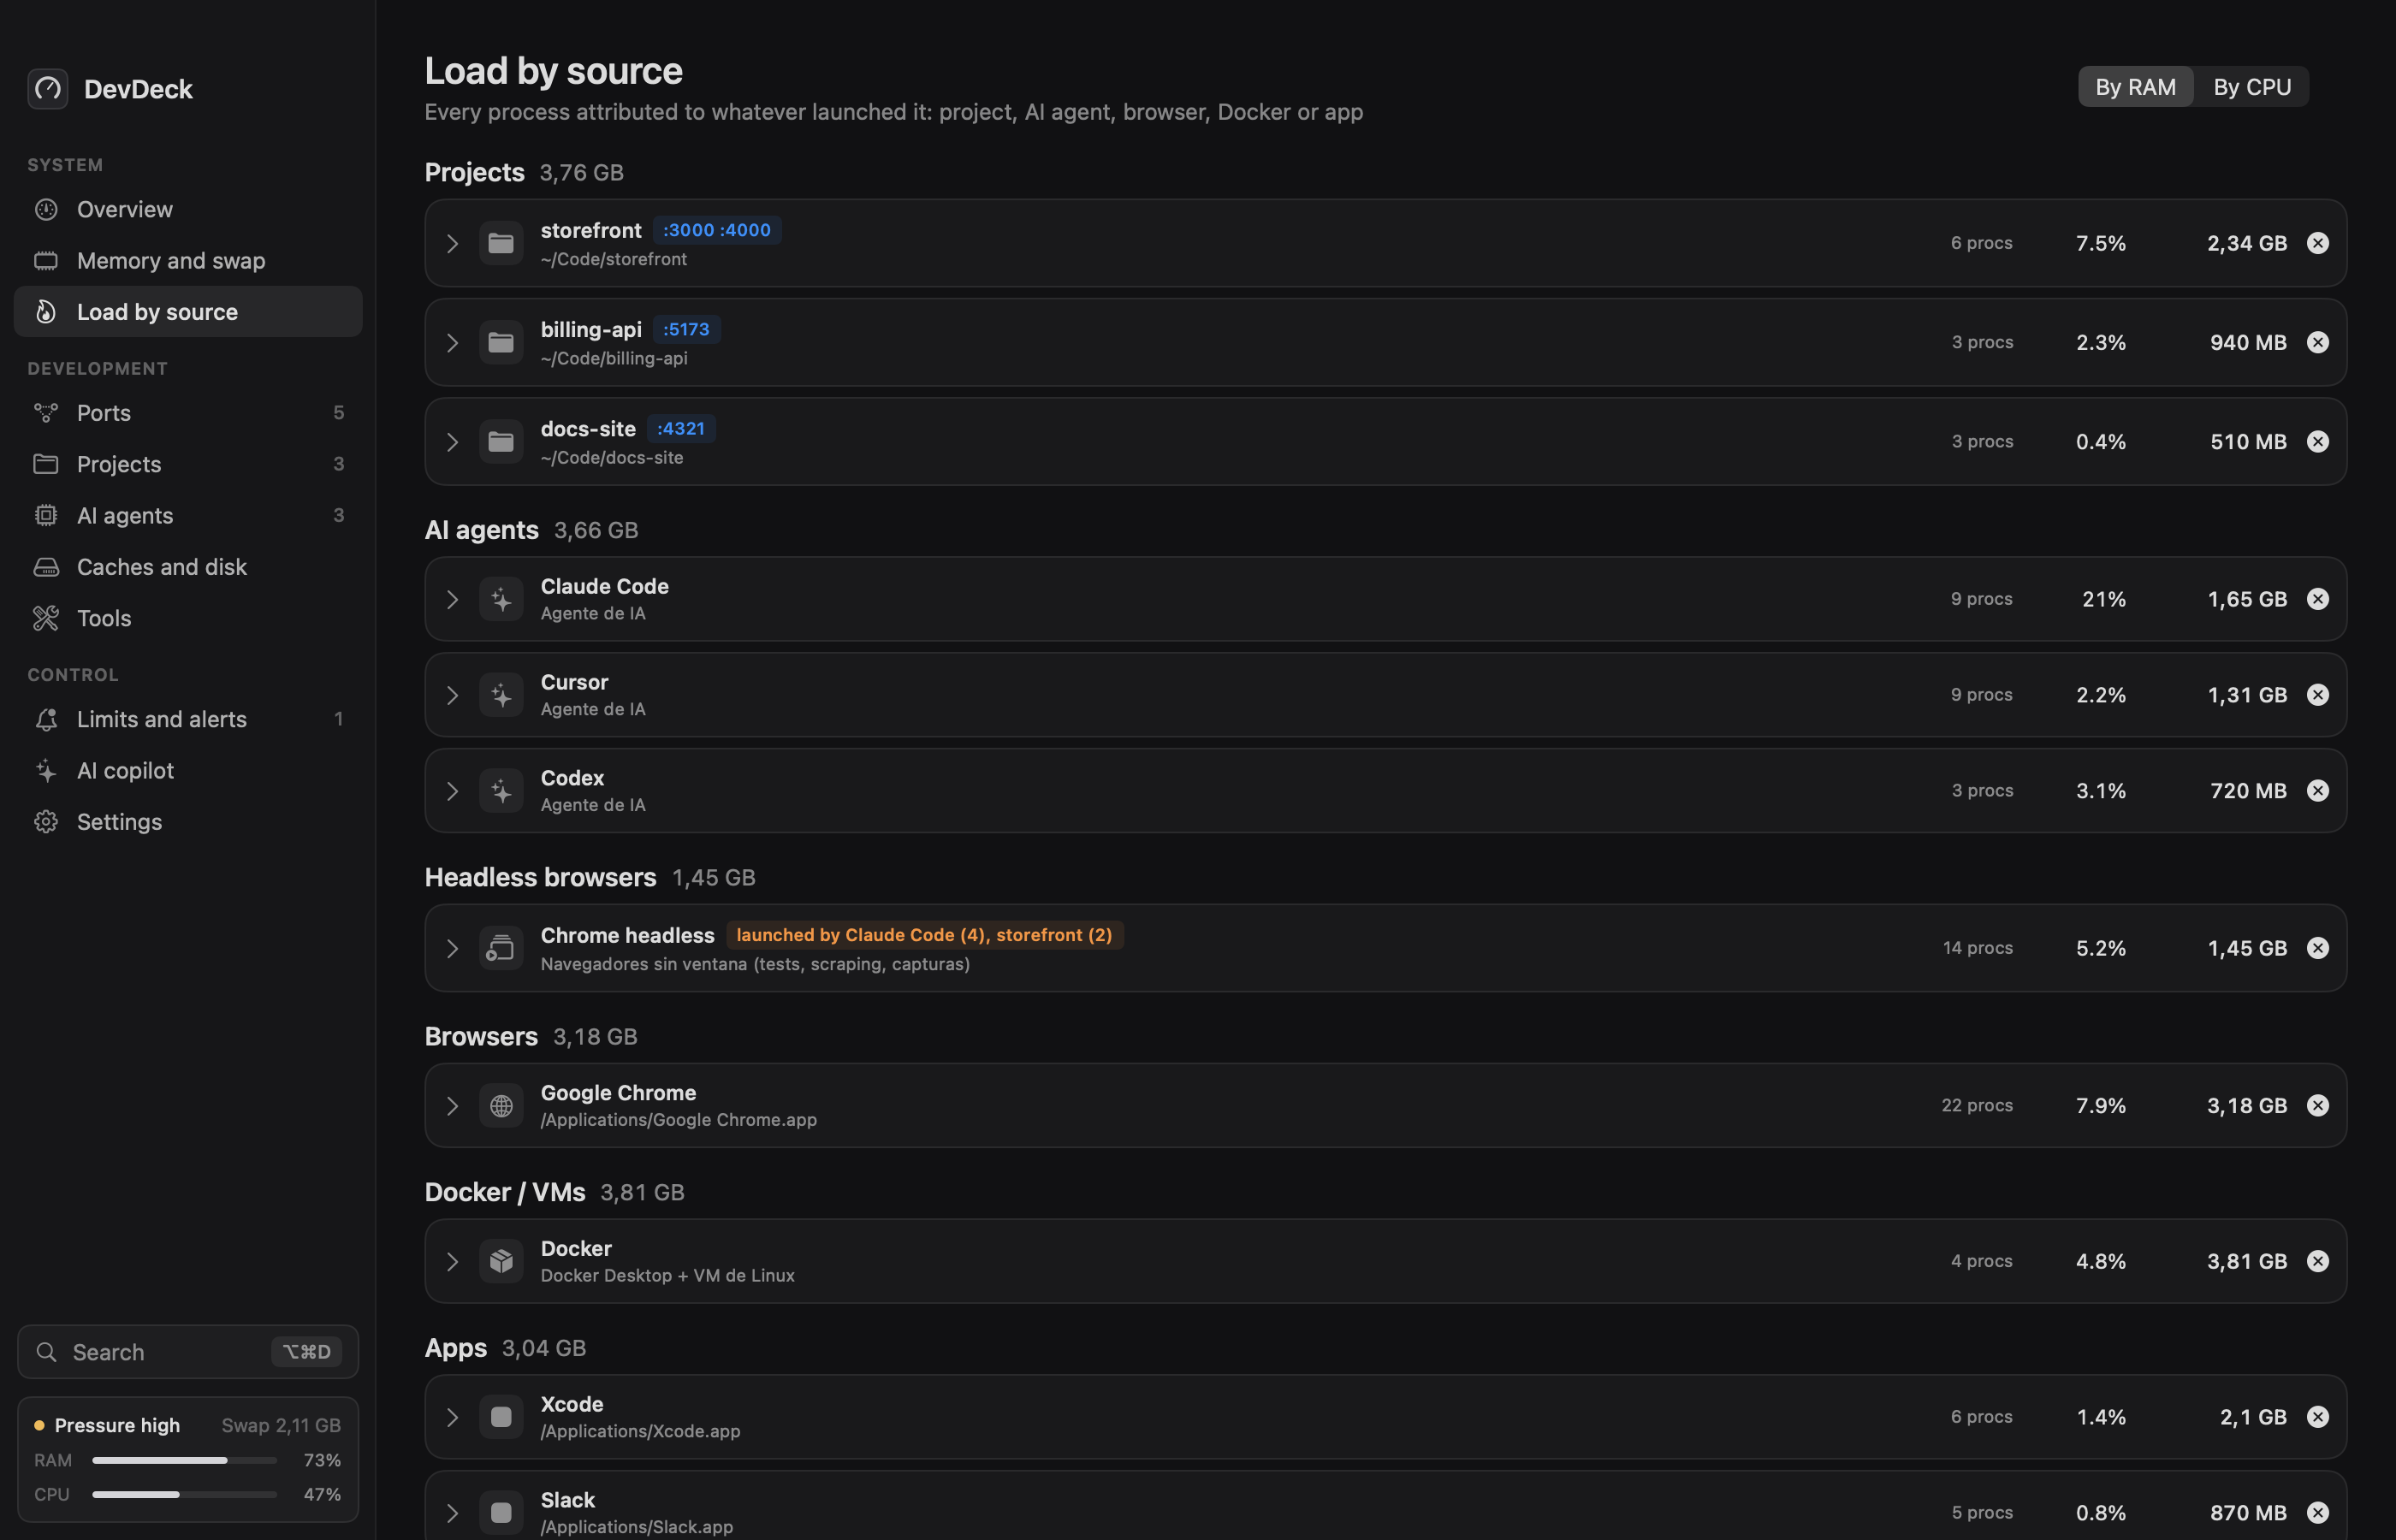 DevDeck
SYSTEM
Overview
Memory and swap
Load by source
DEVELOPMENT
Ports 5
Projects 3
AI agents 3
Caches and disk
Tools
CONTROL
Limits and alerts 1
AI copilot
Settings
Search ⌥⌘D
Pressure high Swap 2,11 GB
RAM 73%
CPU 47%
Load by source
Every process attributed to whatever launched it: project, AI agent, browser, Docker or app
By RAM By CPU
Projects 3,76 GB
storefront :3000 :4000
~/Code/storefront
6 procs 7.5% 2,34 GB
billing-api :5173
~/Code/billing-api
3 procs 2.3% 940 MB
docs-site :4321
~/Code/docs-site
3 procs 0.4% 510 MB
AI agents 3,66 GB
Claude Code
Agente de IA
9 procs 21% 1,65 GB
Cursor
Agente de IA
9 procs 2.2% 1,31 GB
Codex
Agente de IA
3 procs 3.1% 720 MB
Headless browsers 1,45 GB
Chrome headless launched by Claude Code (4), storefront (2)
Navegadores sin ventana (tests, scraping, capturas)
14 procs 5.2% 1,45 GB
Browsers 3,18 GB
Google Chrome
/Applications/Google Chrome.app
22 procs 7.9% 3,18 GB
Docker / VMs 3,81 GB
Docker
Docker Desktop + VM de Linux
4 procs 4.8% 3,81 GB
Apps 3,04 GB
Xcode
/Applications/Xcode.app
6 procs 1.4% 2,1 GB
Slack
/Applications/Slack.app
5 procs 0.8% 870 MB